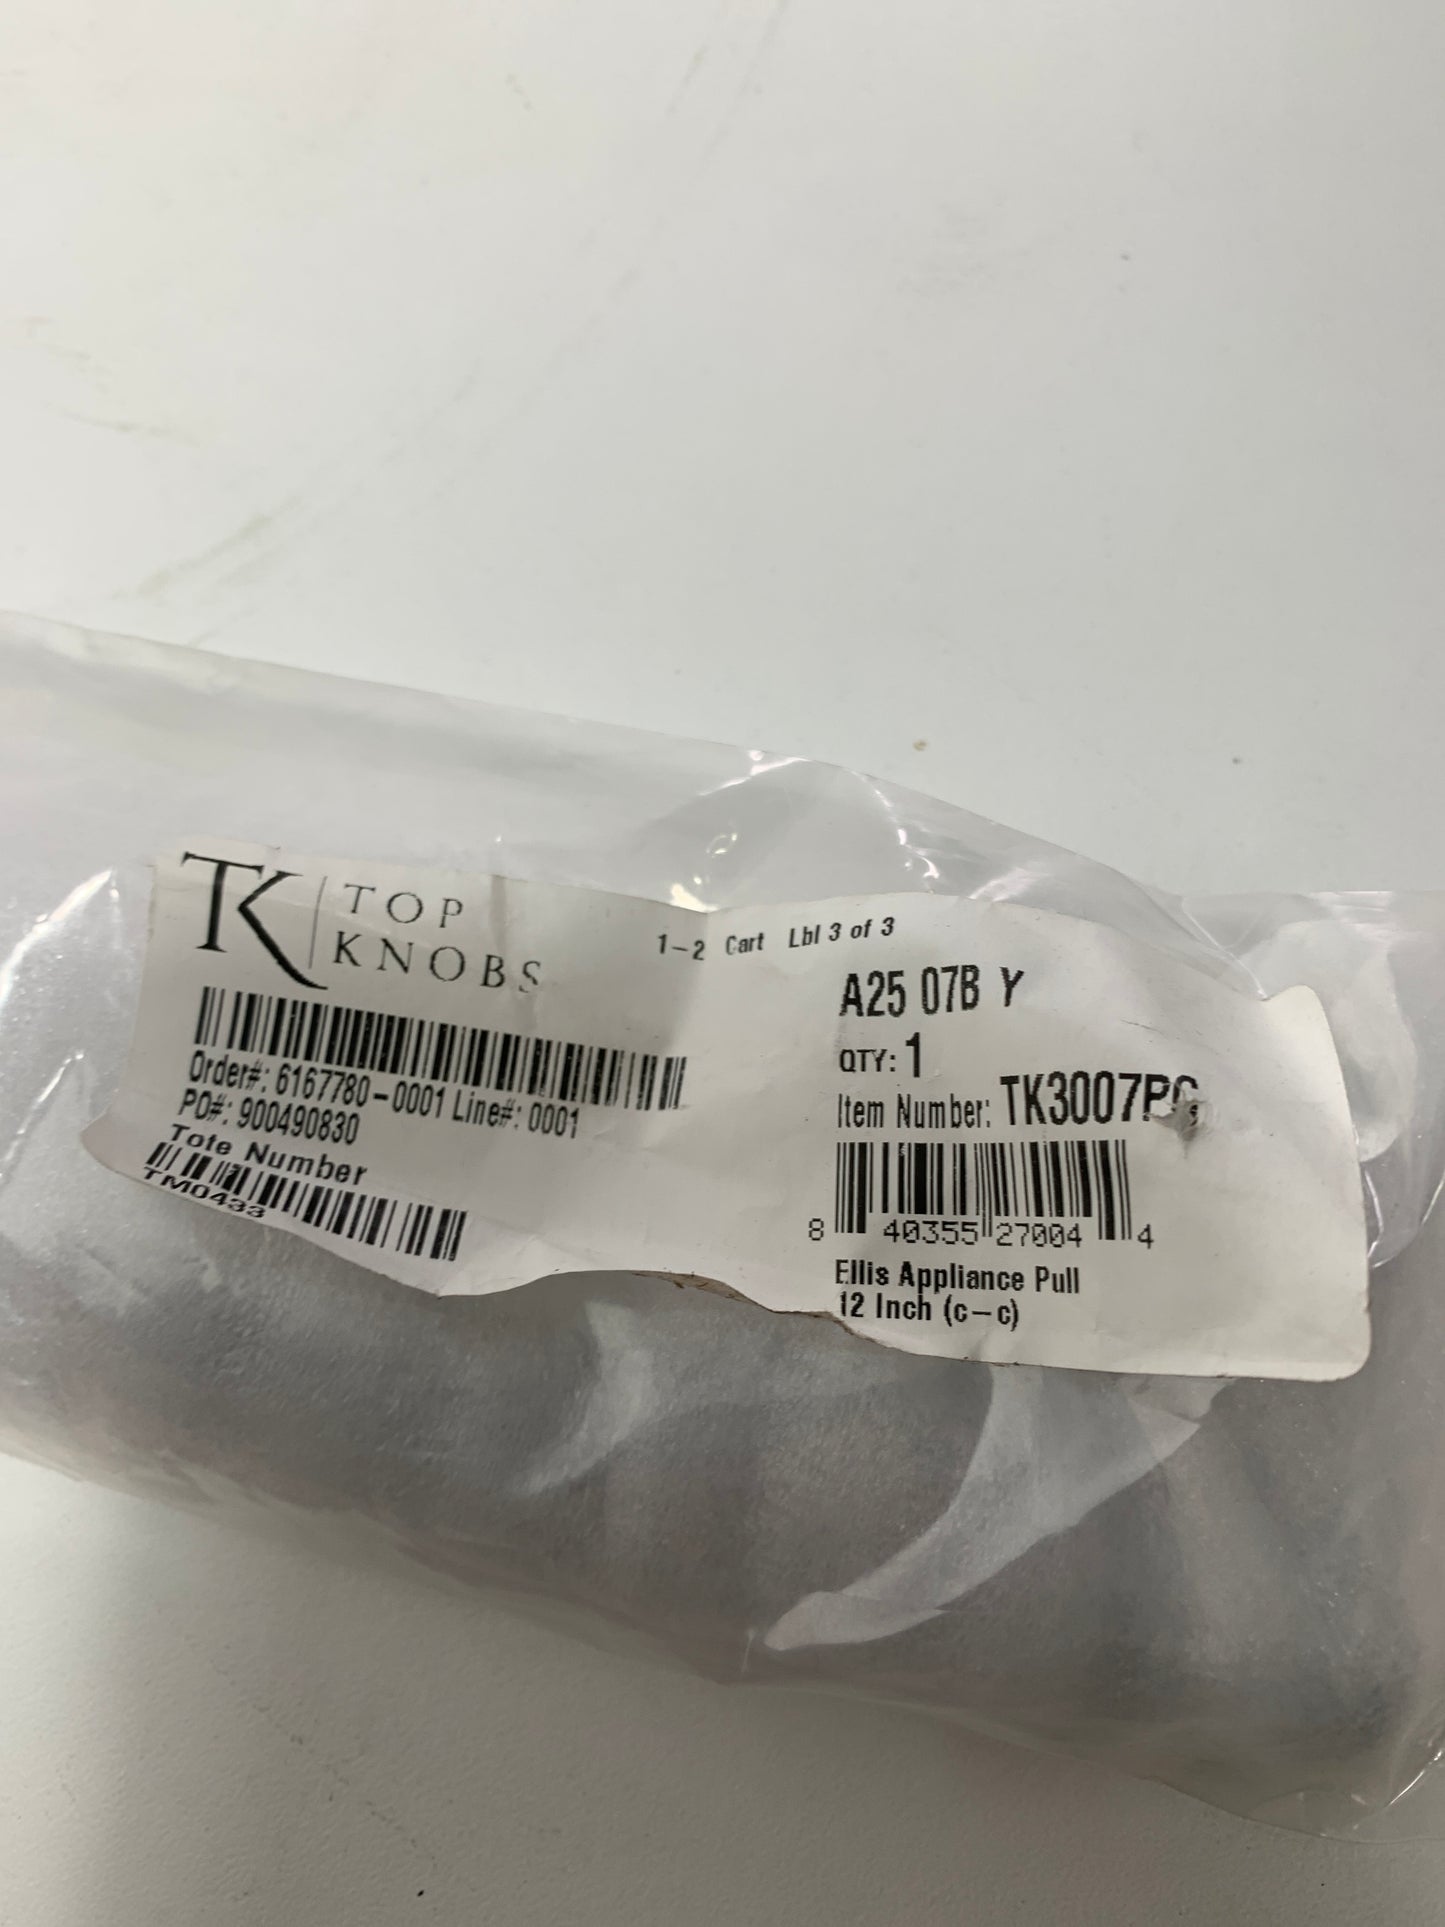 TK TOP
KNOBS
1-2 Cart Lbl 3 of 3
Order#: 6167780-0001 Line#: 0001
PO#: 900490830
Tote Number
TM0433
A25 07B Y
QTY: 1
Item Number:
8 40355 27004 4
Ellis Appliance Pull
12 Inch (c-c)